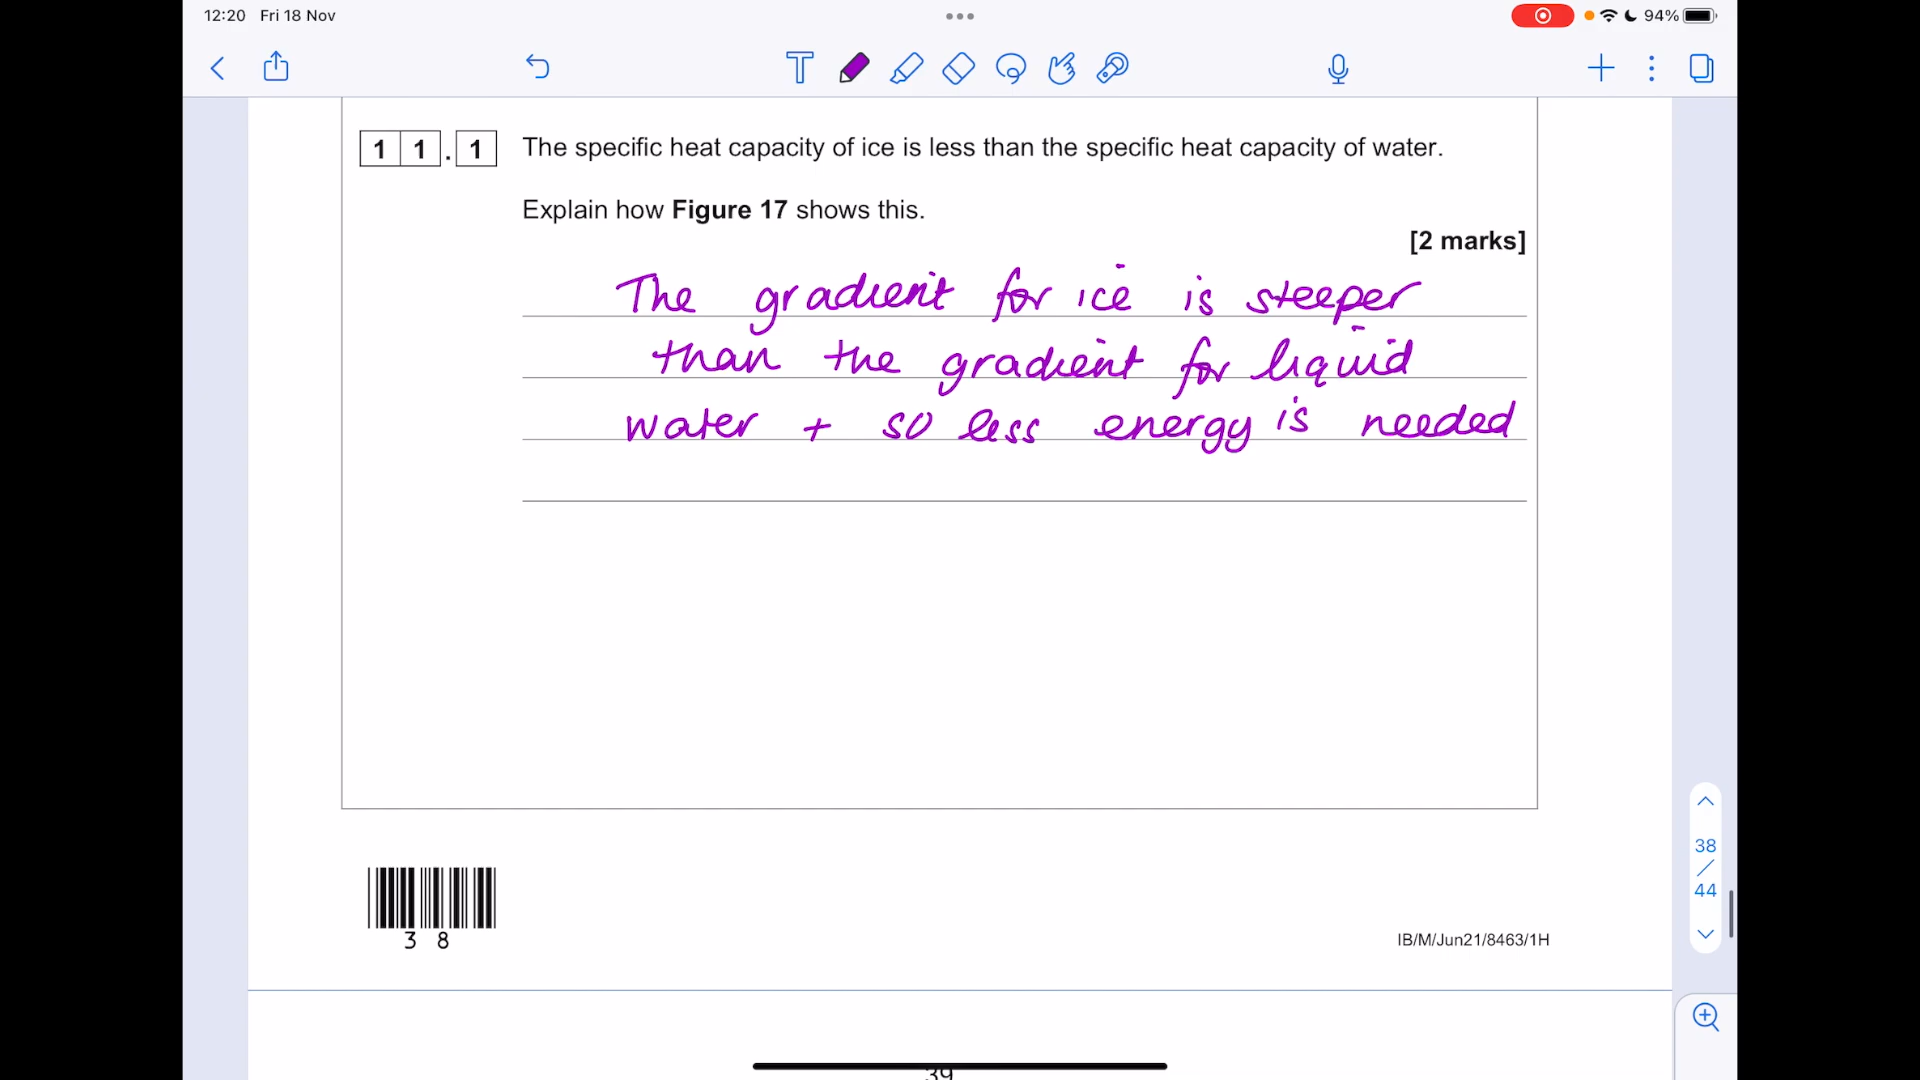 12:20 Fri 18 Nov
94%
T
1 1 . 1 The specific heat capacity of ice is less than the specific heat capacity of water.
Explain how Figure 17 shows this.
[2 marks]
The gradient for ice is steeper
than the gradient for liquid
water + so less energy is needed
38
/
44
3 8
IB/M/Jun21/8463/1H
39